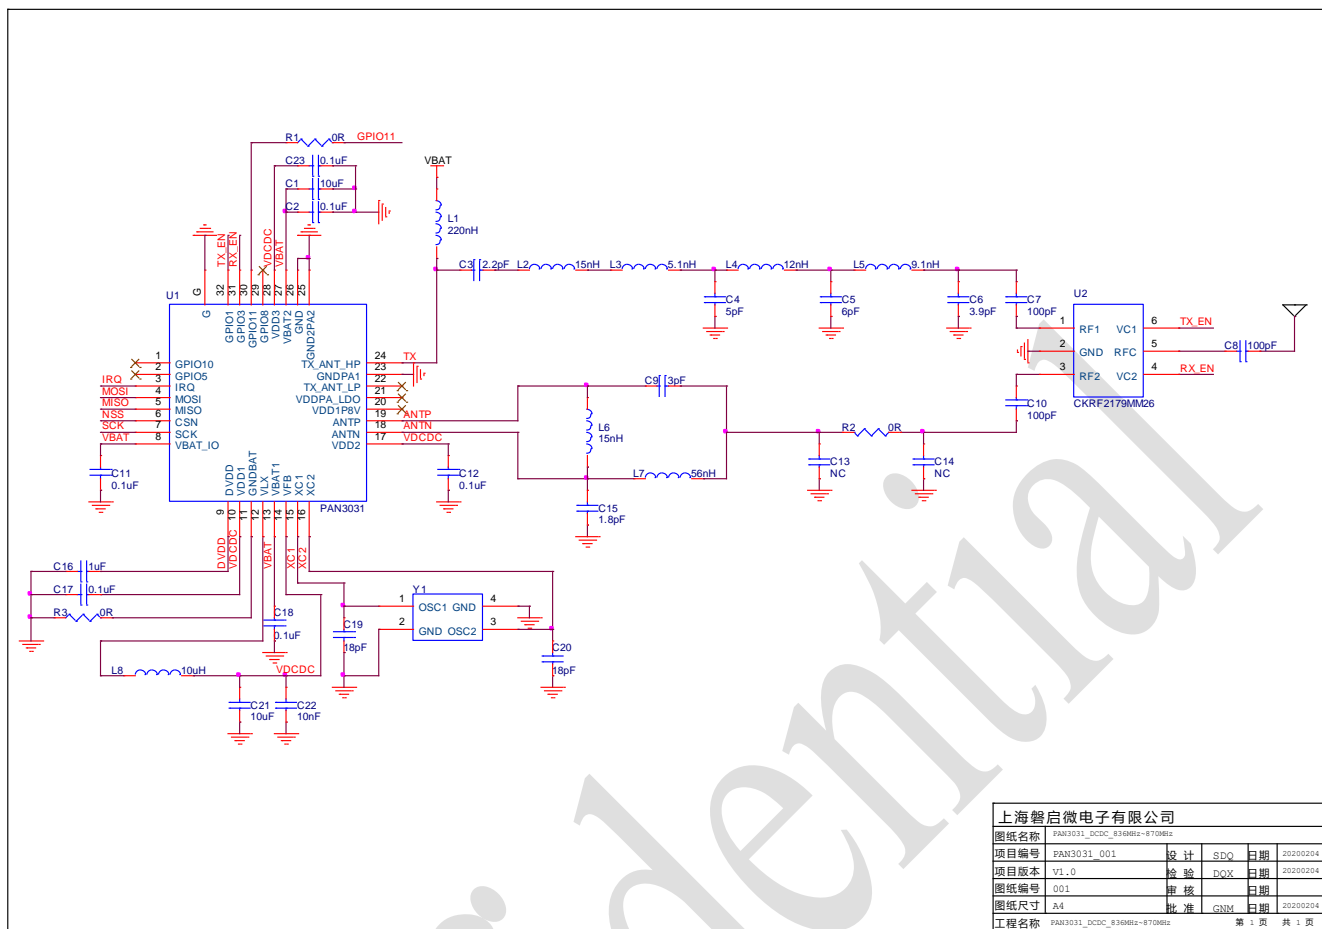 R1 0R GPIO11
C23 0.1uF
C1 10uF
C2 0.1uF
VBAT
L1
220nH
TX_EN
RX_EN
VDCDC
VBAT
C3 2.2pF L2 15nH L3 5.1nH L4 12nH L5 9.1nH
C4
5pF
C5
6pF
C6
3.9pF
C7
100pF
U1
G 32 31 30 29 28 27 26 25
G GPIO1 GPIO3 GPIO11 GPIO8 VDD3 VBAT2 GND GND2PA2
1 GPIO10
2 GPIO5
IRQ 3 IRQ
MOSI 4 MOSI
MISO 5 MISO
NSS 6 CSN
SCK 7 SCK
VBAT 8 VBAT_IO
TX_ANT_HP 24 TX
GNDPA1 23
TX_ANT_LP 22
VDDPA_LDO 21
VDD1P8V 20
ANTP 19 ANTP
ANTN 18 ANTN
VDD2 17 VDCDC
DVDD VDD1 GNDBAT VLX VBAT1 VFB XC1 XC2
9 10 11 12 13 14 15 16
PAN3031
DVDD VDCDC VBAT XC1 XC2
U2
1 RF1 VC1 6 TX_EN
2 GND RFC 5
3 RF2 VC2 4 RX_EN
CKRF2179MM26
C8 100pF
C9 3pF
L6
15nH
L7 56nH
C15
1.8pF
C10
100pF
R2 0R
C13
NC
C14
NC
C11
0.1uF
C12
0.1uF
C16 1uF
C17 0.1uF
R3 0R
C18
0.1uF
L8 10uH VDCDC
C21
10uF
C22
10nF
C19
18pF
Y1
1 OSC1 GND 4
2 GND OSC2 3
C20
18pF
idential
上海磐启微电子有限公司
图纸名称 PAN3031_DCDC_836MHz~870MHz
项目编号 PAN3031_001 设 计 SDQ 日期 20200204
项目版本 V1.0 检 验 DQX 日期 20200204
图纸编号 001 审 核 日期
图纸尺寸 A4 批 准 GNM 日期 20200204
工程名称 PAN3031_DCDC_836MHz~870MHz 第 1 页 共 1 页